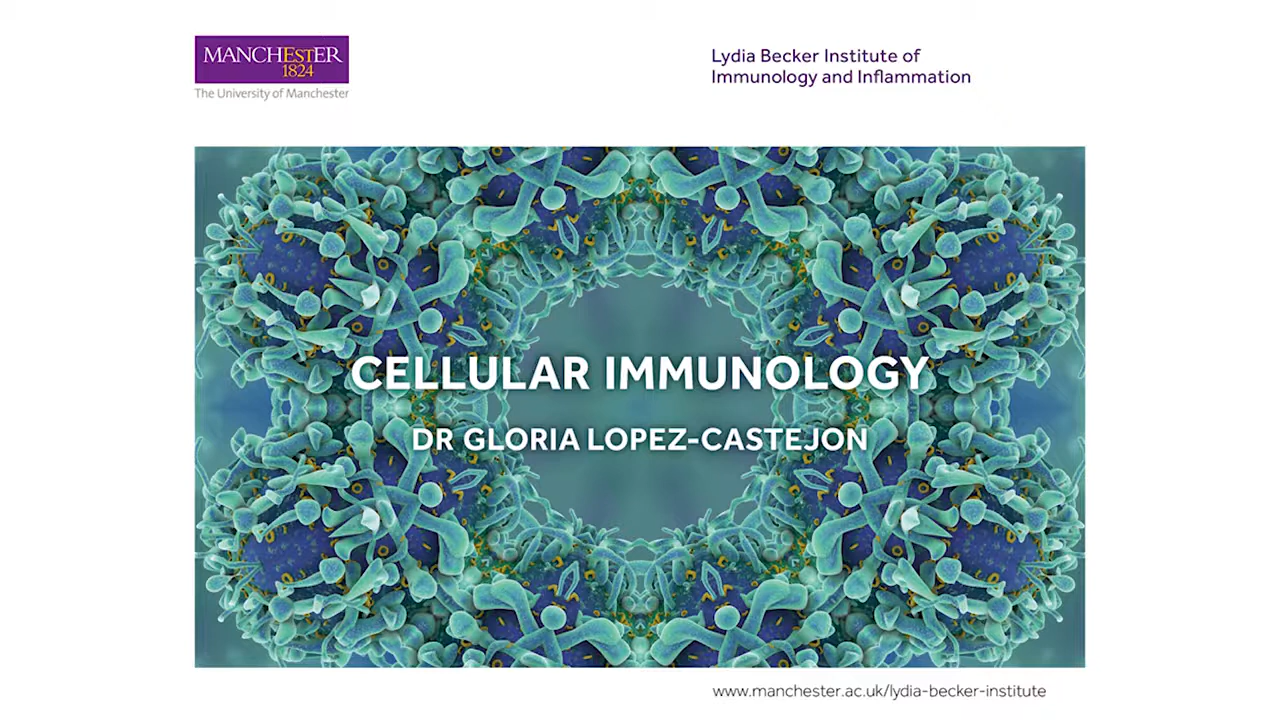 MANCHESTER
1824
The University of Manchester
Lydia Becker Institute of
Immunology and Inflammation
CELLULAR IMMUNOLOGY
DR GLORIA LOPEZ-CASTEJON
www.manchester.ac.uk/lydia-becker-institute